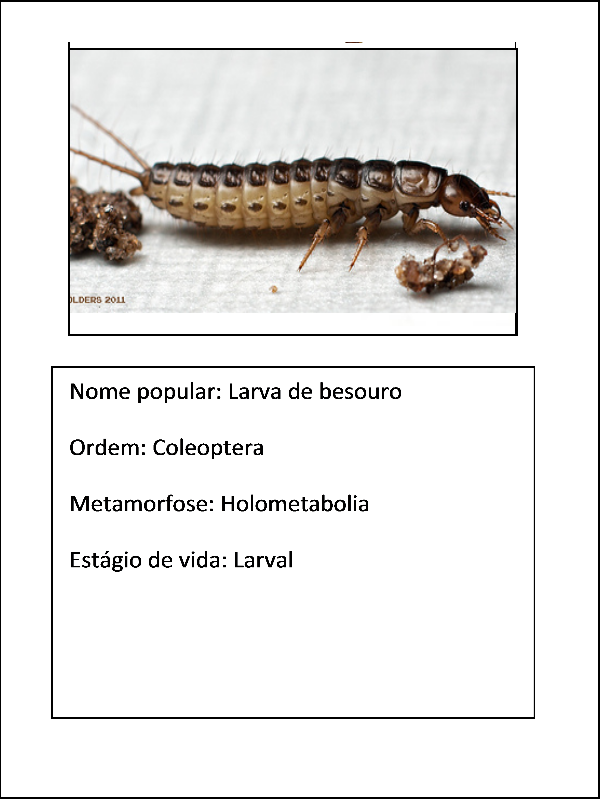 OLDERS 2011
Nome popular: Larva de besouro
Ordem: Coleoptera
Metamorfose: Holometabolia
Estágio de vida: Larval